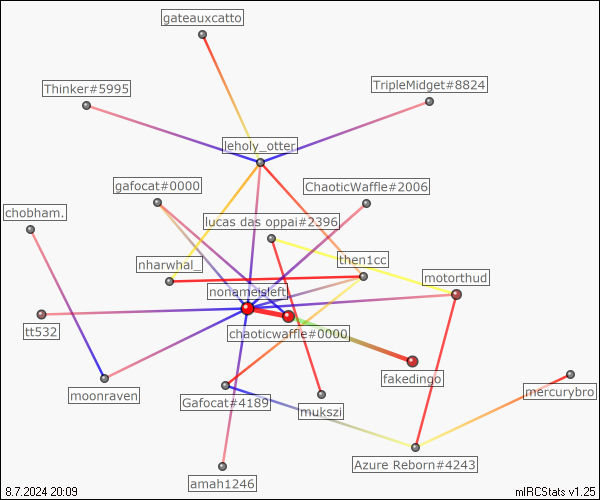 gateauxcatto
Thinker#5995
TripleMidget#8824
leholy_otter
gafocat#0000
ChaoticWaffle#2006
chobham.
lucas das oppai#2396
nharwhal_
then1cc
motorthud
nonameisleft
tt532
chaoticwaffle#0000
fakedingo
moonraven
Gafocat#4189
mukszi
mercurybro
Azure Reborn#4243
amah1246
8.7.2024 20:09
mIRCStats v1.25